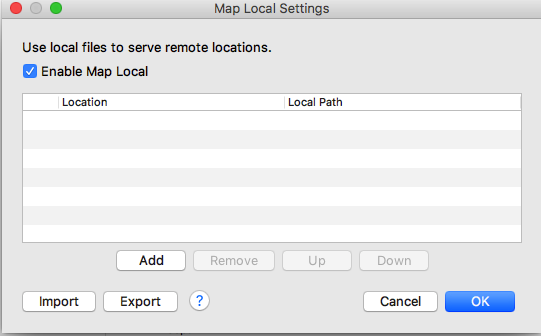 Map Local Settings
Use local files to serve remote locations.
Enable Map Local
Location Local Path
Add Remove Up Down
Import Export ? Cancel OK